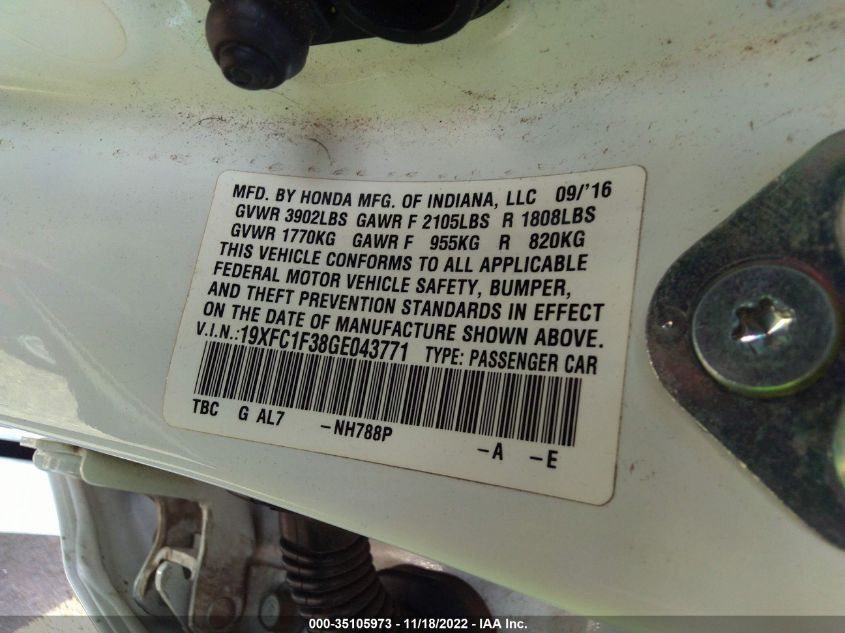 MFD. BY HONDA MFG. OF INDIANA, LLC 09/'16
GVWR 3902LBS GAWR F 2105LBS R 1808LBS
GVWR 1770KG GAWR F 955KG R 820KG
THIS VEHICLE CONFORMS TO ALL APPLICABLE
FEDERAL MOTOR VEHICLE SAFETY, BUMPER,
AND THEFT PREVENTION STANDARDS IN EFFECT
ON THE DATE OF MANUFACTURE SHOWN ABOVE.
V.I.N.:19XFC1F38GE043771 TYPE: PASSENGER CAR
TBC G AL7 -NH788P -A -E
000-35105973 - 11/18/2022 - IAA Inc.